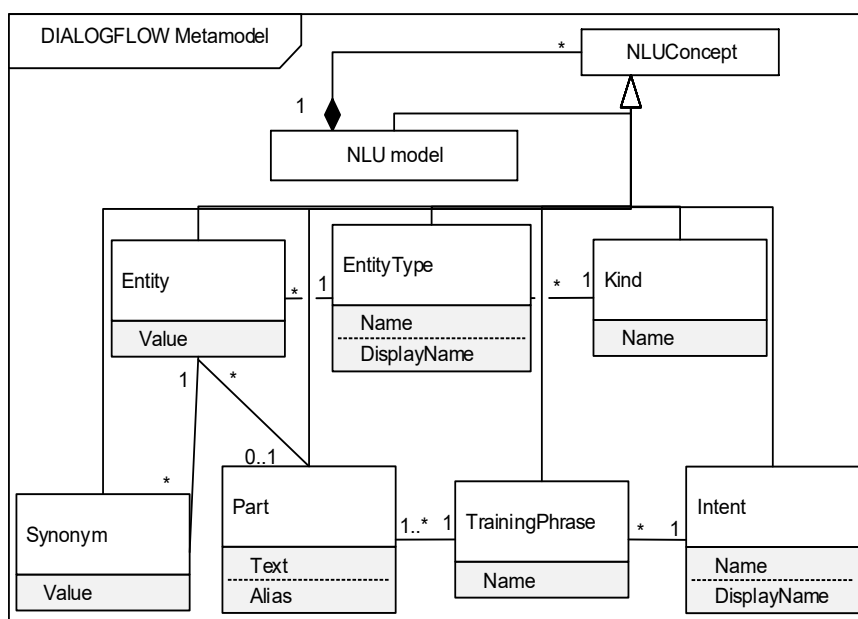 DIALOGFLOW Metamodel
*
NLUConcept
1
NLU model
Entity
* 1
EntityType
* 1
Kind
Value
Name
DisplayName
Name
1 *
0..1
*
Synonym
Value
Part
Text
Alias
1..* 1
TrainingPhrase
Name
* 1
Intent
Name
DisplayName